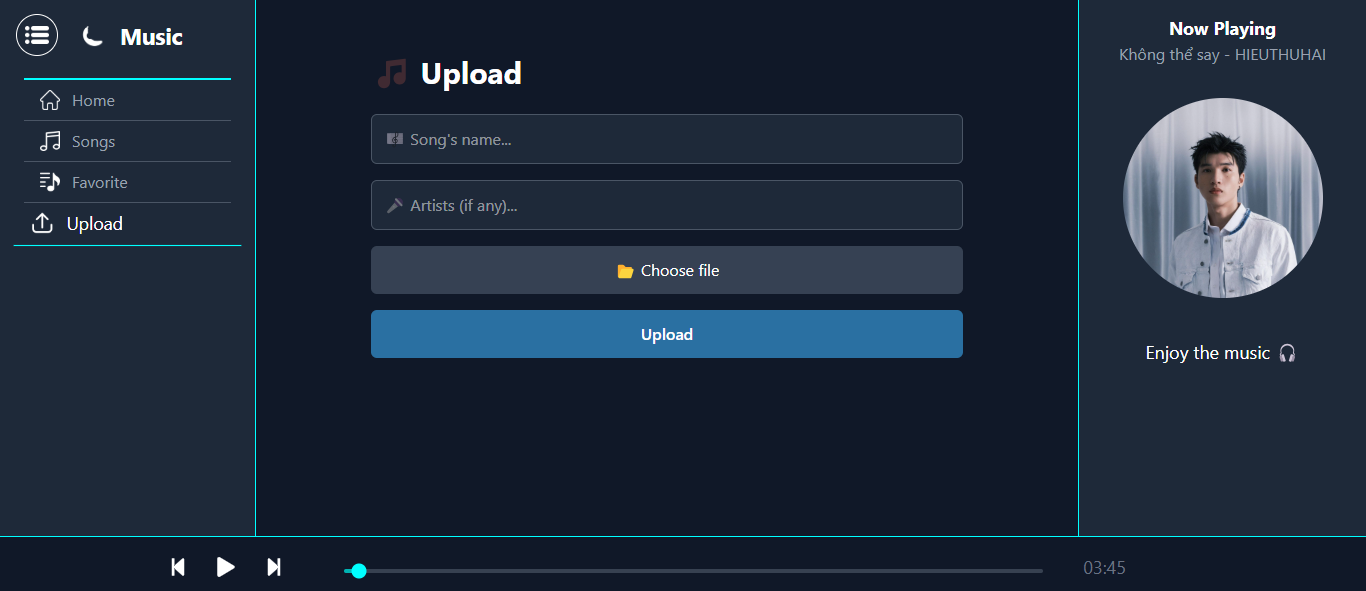 Music
Home
Songs
Favorite
Upload
🎵 Upload
🎼 Song's name...
🎤 Artists (if any)...
📂 Choose file
Upload
Now Playing
Không thể say - HIEUTHUHAI
Enjoy the music 🎧
03:45